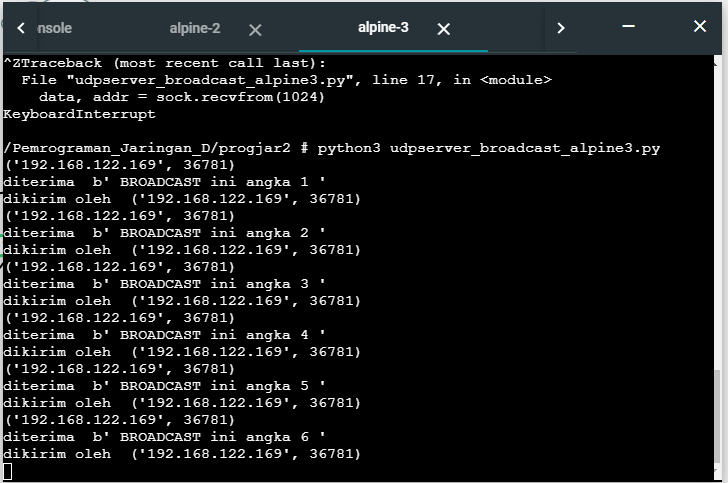 nsole
alpine-2
alpine-3
^ZTraceback (most recent call last):
  File "udpserver_broadcast_alpine3.py", line 17, in <module>
    data, addr = sock.recvfrom(1024)
KeyboardInterrupt
/Pemrograman_Jaringan_D/progjar2 # python3 udpserver_broadcast_alpine3.py
('192.168.122.169', 36781)
diterima  b' BROADCAST ini angka 1 '
dikirim oleh  ('192.168.122.169', 36781)
('192.168.122.169', 36781)
diterima  b' BROADCAST ini angka 2 '
dikirim oleh  ('192.168.122.169', 36781)
('192.168.122.169', 36781)
diterima  b' BROADCAST ini angka 3 '
dikirim oleh  ('192.168.122.169', 36781)
('192.168.122.169', 36781)
diterima  b' BROADCAST ini angka 4 '
dikirim oleh  ('192.168.122.169', 36781)
('192.168.122.169', 36781)
diterima  b' BROADCAST ini angka 5 '
dikirim oleh  ('192.168.122.169', 36781)
('192.168.122.169', 36781)
diterima  b' BROADCAST ini angka 6 '
dikirim oleh  ('192.168.122.169', 36781)